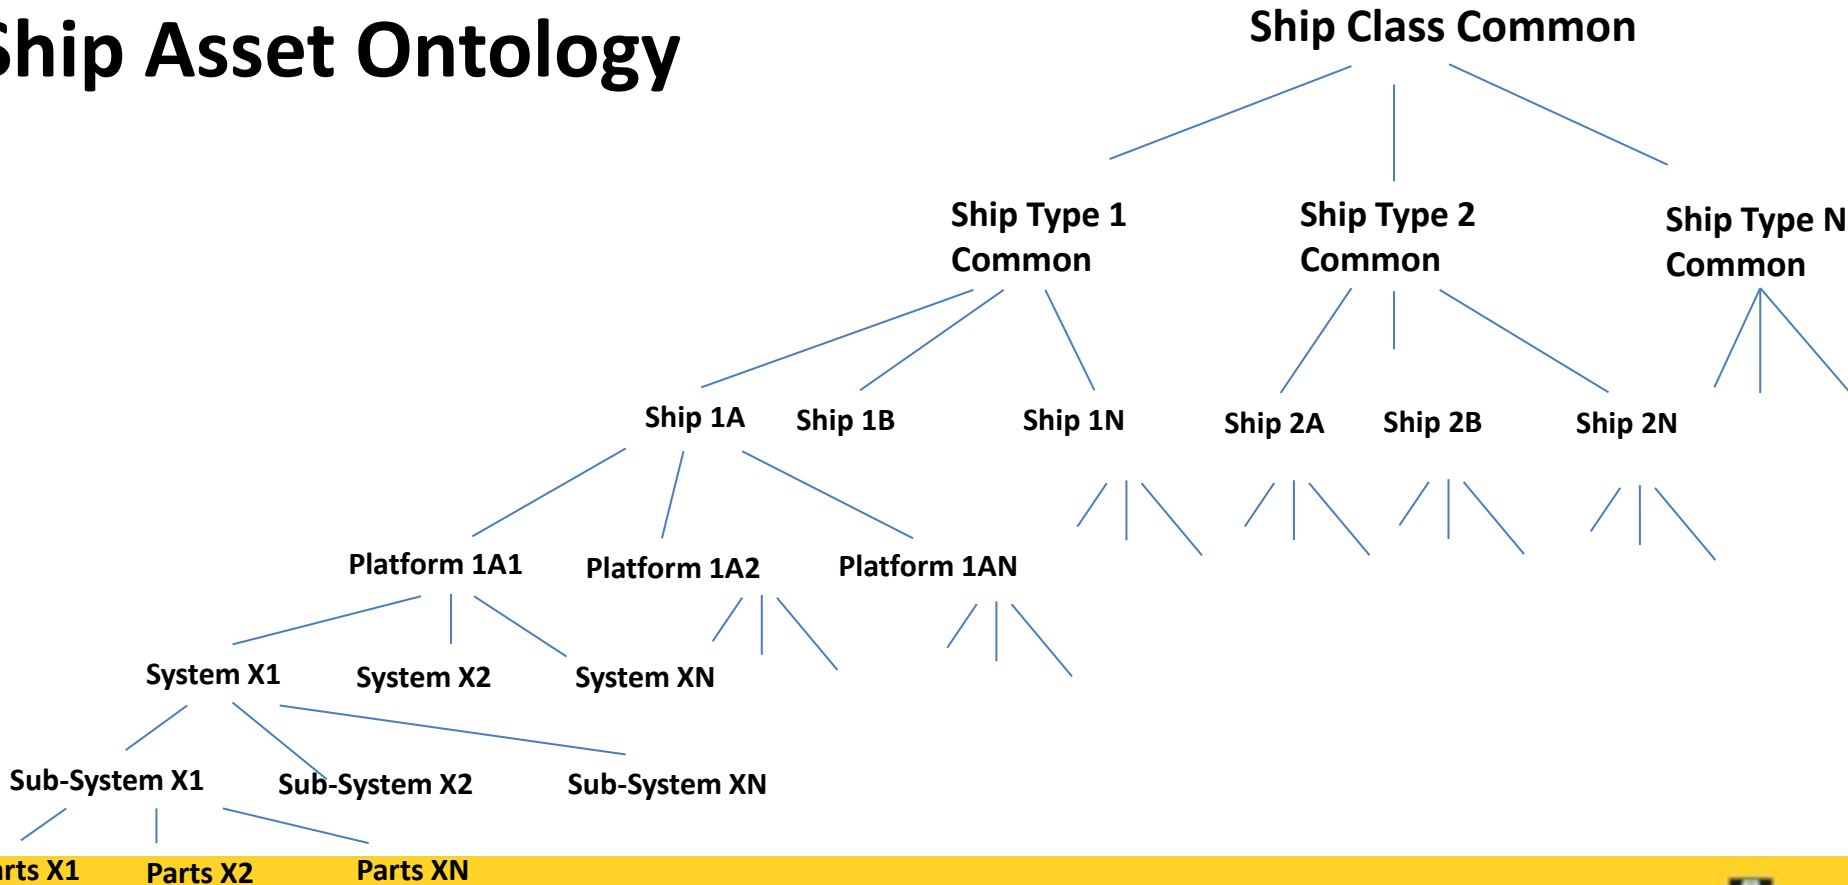 Ship Asset Ontology
Ship Class Common
Ship Type 1
Common
Ship Type 2
Common
Ship Type N
Common
Ship 1A
Ship 1B
Ship 1N
Ship 2A
Ship 2B
Ship 2N
Platform 1A1
Platform 1A2
Platform 1AN
System X1
System X2
System XN
Sub-System X1
Sub-System X2
Sub-System XN
Parts X1
Parts X2
Parts XN